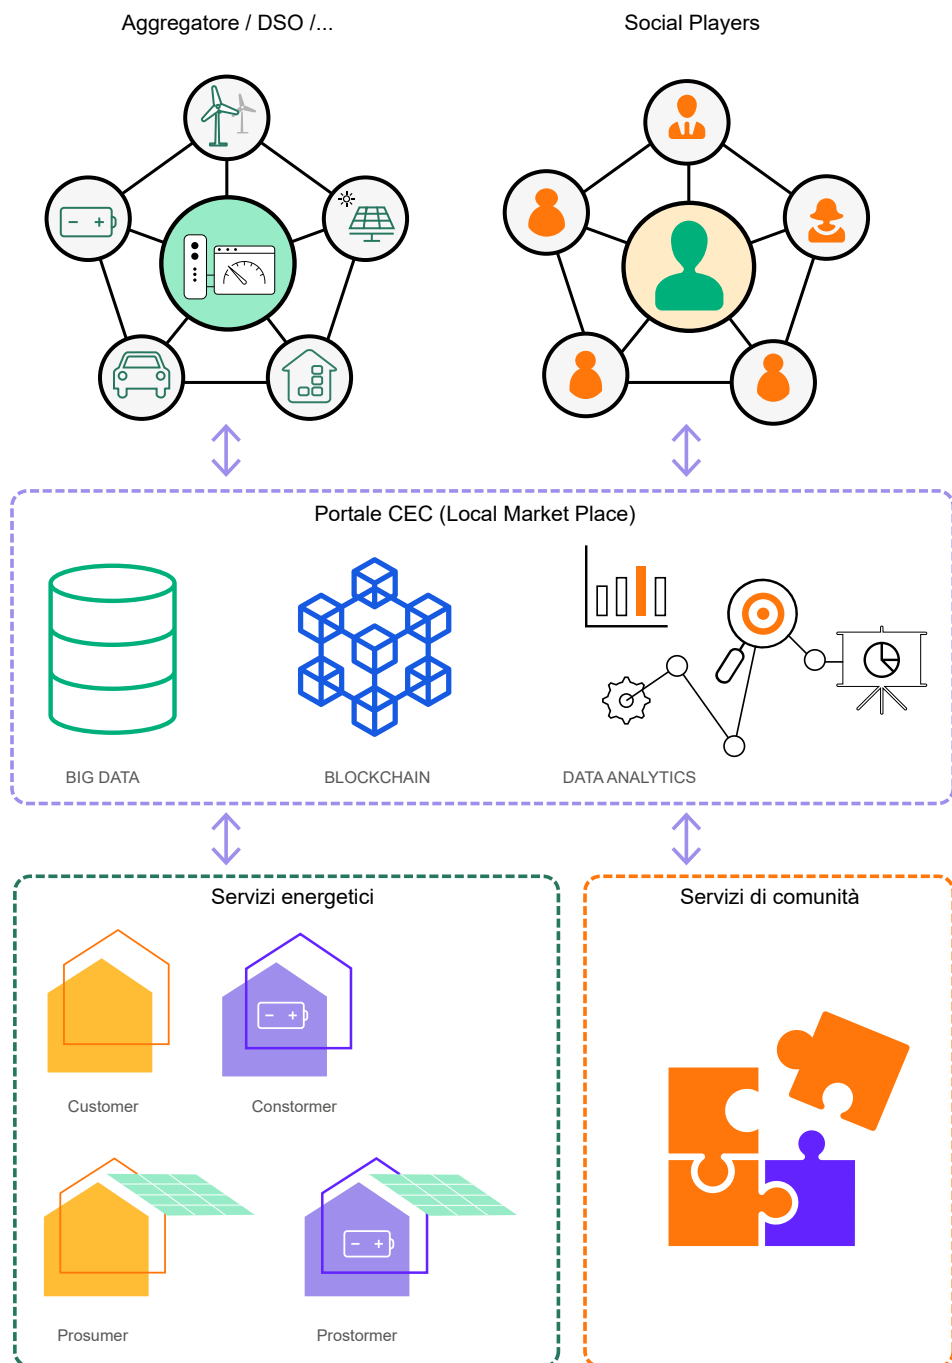 Aggregatore / DSO /...
Social Players
Portale CEC (Local Market Place)
BIG DATA
BLOCKCHAIN
DATA ANALYTICS
Servizi energetici
Servizi di comunità
Customer
Constormer
Prosumer
Prostormer